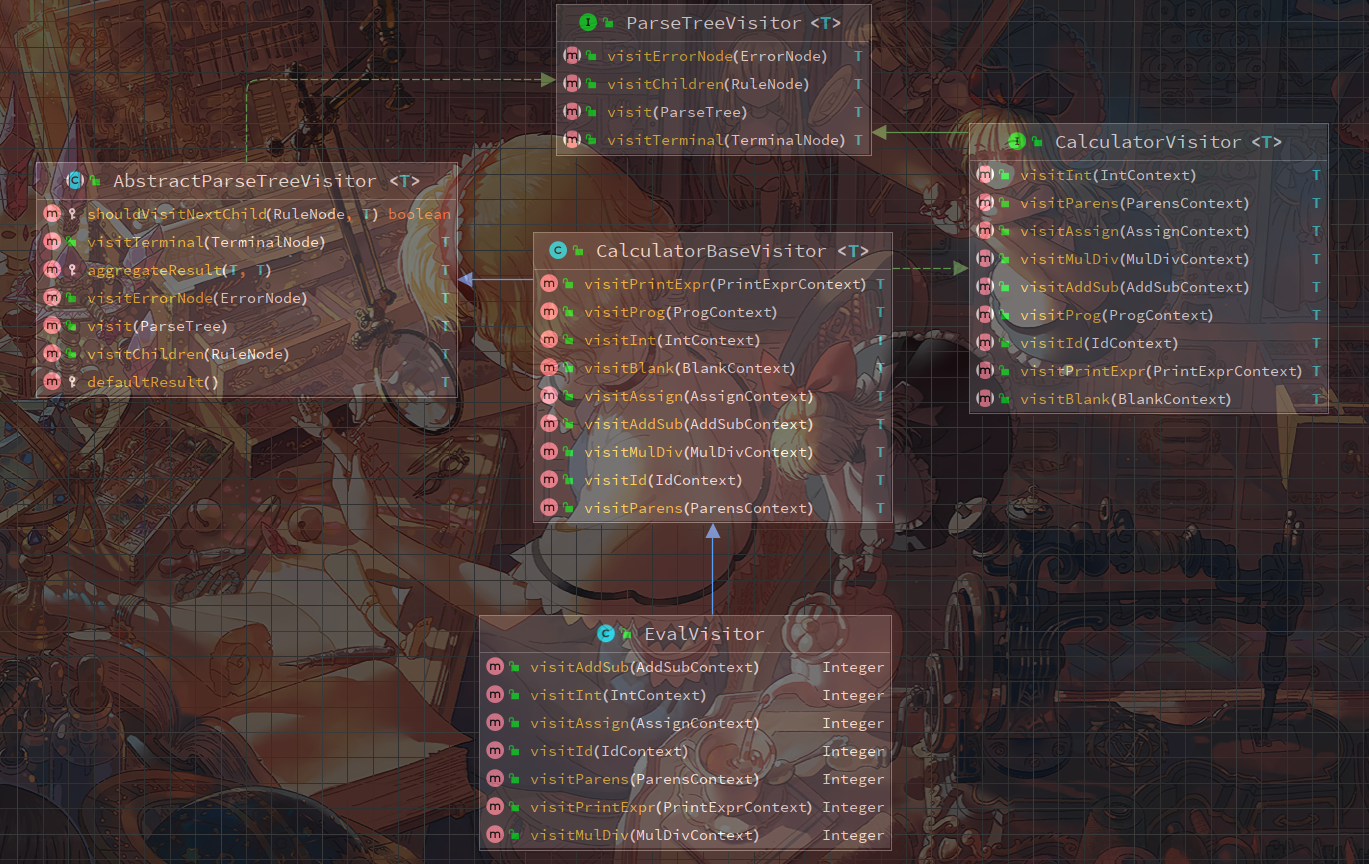 ParseTreeVisitor <T>
visitErrorNode(ErrorNode) T
visitChildren(RuleNode) T
visit(ParseTree) T
visitTerminal(TerminalNode) T
AbstractParseTreeVisitor <T>
shouldVisitNextChild(RuleNode, T) boolean
visitTerminal(TerminalNode) T
aggregateResult(T, T) T
visitErrorNode(ErrorNode) T
visit(ParseTree) T
visitChildren(RuleNode) T
defaultResult() T
CalculatorBaseVisitor <T>
visitPrintExpr(PrintExprContext) T
visitProg(ProgContext) T
visitInt(IntContext) T
visitBlank(BlankContext) T
visitAssign(AssignContext) T
visitAddSub(AddSubContext) T
visitMulDiv(MulDivContext) T
visitId(IdContext) T
visitParens(ParensContext) T
CalculatorVisitor <T>
visitInt(IntContext) T
visitParens(ParensContext) T
visitAssign(AssignContext) T
visitMulDiv(MulDivContext) T
visitAddSub(AddSubContext) T
visitProg(ProgContext) T
visitId(IdContext) T
visitPrintExpr(PrintExprContext) T
visitBlank(BlankContext) T
EvalVisitor
visitAddSub(AddSubContext) Integer
visitInt(IntContext) Integer
visitAssign(AssignContext) Integer
visitId(IdContext) Integer
visitParens(ParensContext) Integer
visitPrintExpr(PrintExprContext) Integer
visitMulDiv(MulDivContext) Integer